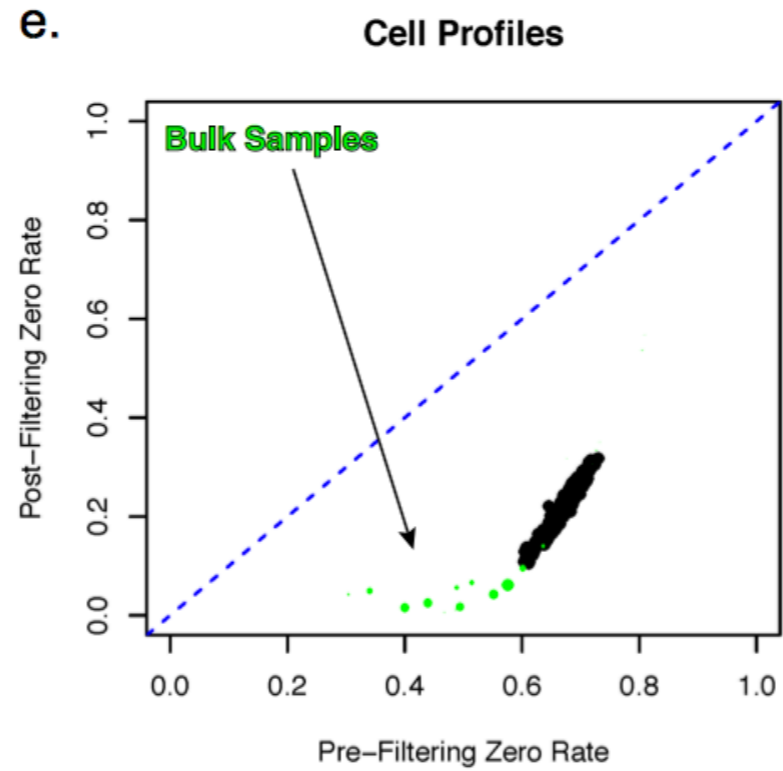 e.
Cell Profiles
Bulk Samples
Post–Filtering Zero Rate
1.0
0.8
0.6
0.4
0.2
0.0
0.0 0.2 0.4 0.6 0.8 1.0
Pre–Filtering Zero Rate